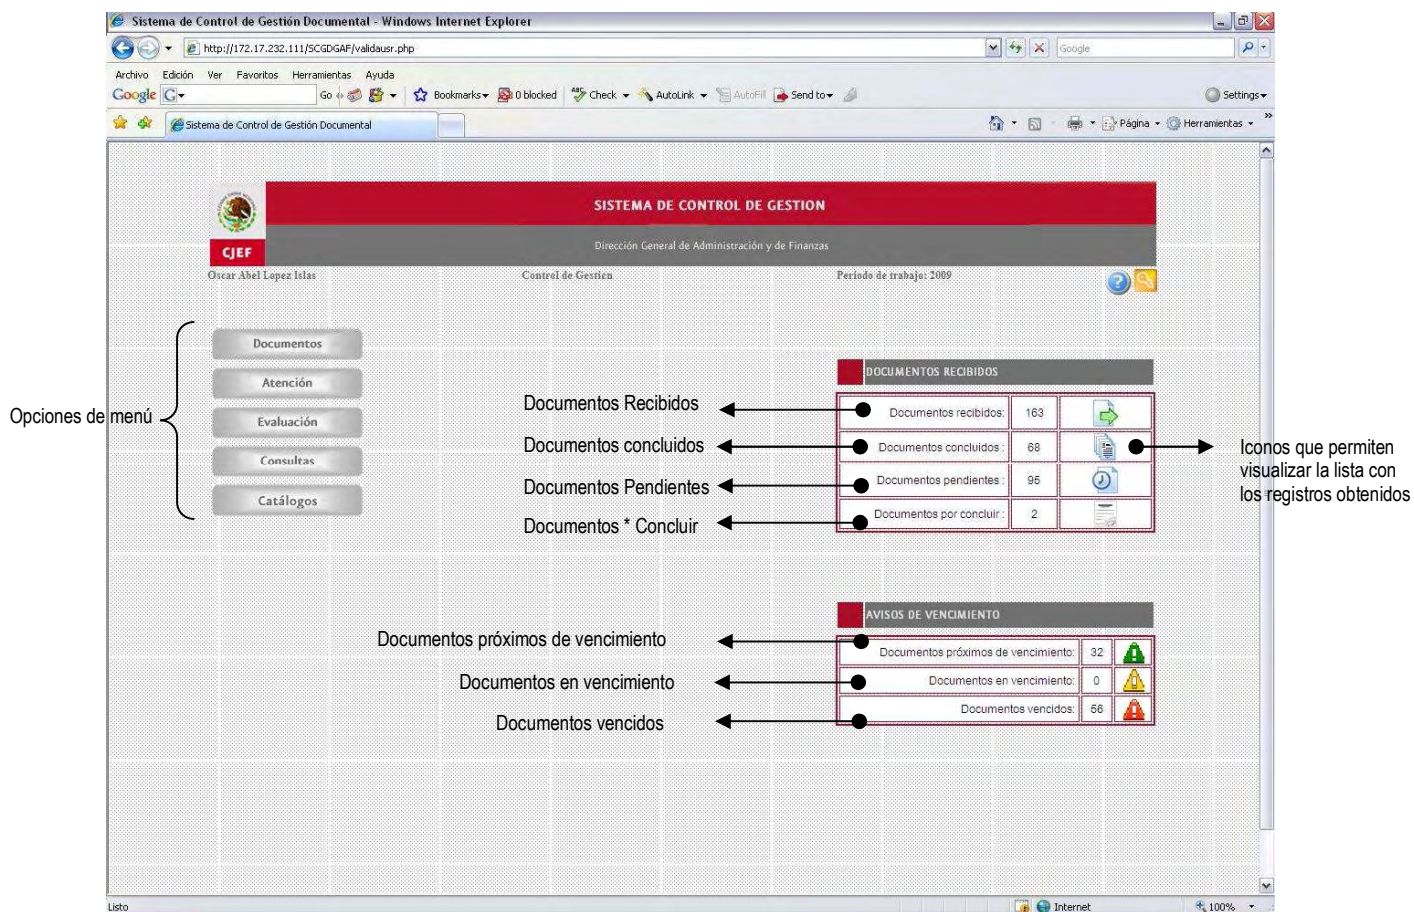 Sistema de Control de Gestión Documental - Windows Internet Explorer
http://172.17.232.111/SCGDGAF/validausr.php
Google
Archivo Edición Ver Favoritos Herramientas Ayuda
Google G Go Bookmarks 0 blocked ABC Check AutoLink AutoFill Send to Settings
Sistema de Control de Gestión Documental
Página Herramientas »
SISTEMA DE CONTROL DE GESTION
CJEF
Dirección General de Administración y de Finanzas
Oscar Abel Lopez Islas Control de Gestion Periodo de trabajo: 2009
Opciones de menú
Documentos
Atención
Evaluación
Consultas
Catálogos
DOCUMENTOS RECIBIDOS
Documentos Recibidos
Documentos recibidos: 163
Documentos concluidos
Documentos concluidos : 68
Documentos Pendientes
Documentos pendientes : 95
Documentos * Concluir
Documentos por concluir : 2
Iconos que permiten
visualizar la lista con
los registros obtenidos
AVISOS DE VENCIMIENTO
Documentos próximos de vencimiento
Documentos próximos de vencimiento: 32
Documentos en vencimiento
Documentos en vencimiento: 0
Documentos vencidos
Documentos vencidos: 56
Listo Internet 100%